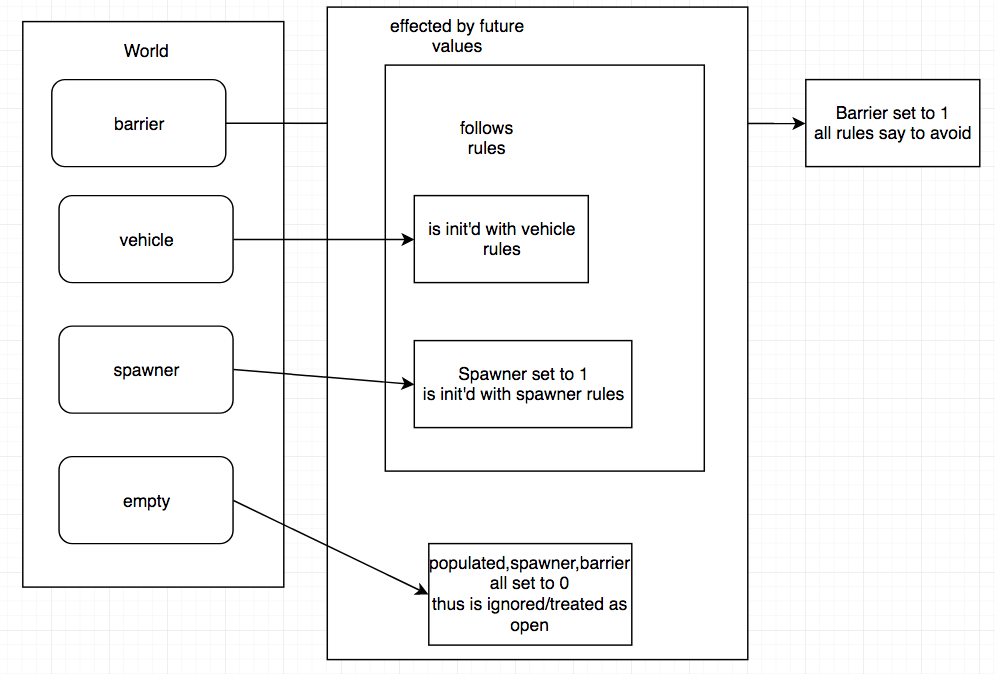 World
barrier
vehicle
spawner
empty
effected by future
values
follows
rules
is init'd with vehicle
rules
Spawner set to 1
is init'd with spawner rules
populated,spawner,barrier
all set to 0
thus is ignored/treated as
open
Barrier set to 1
all rules say to avoid